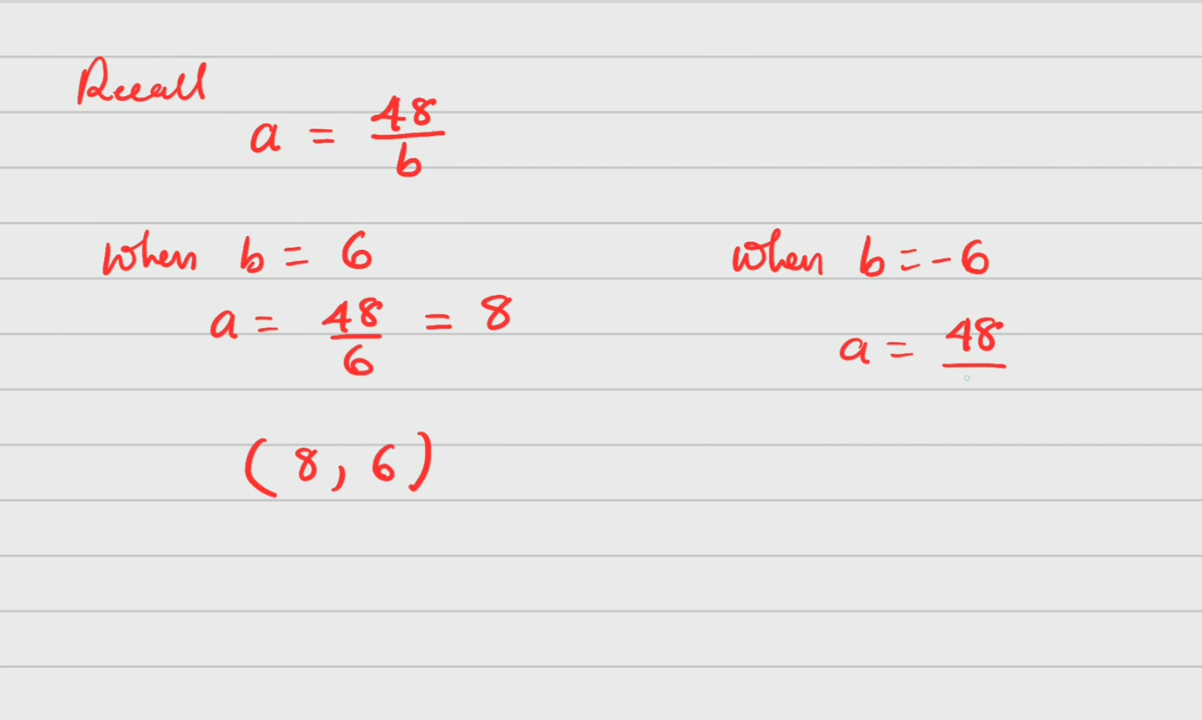 Recall
a = 48/b
When b = 6
a = 48/6 = 8
(8, 6)
When b = -6
a = 48/